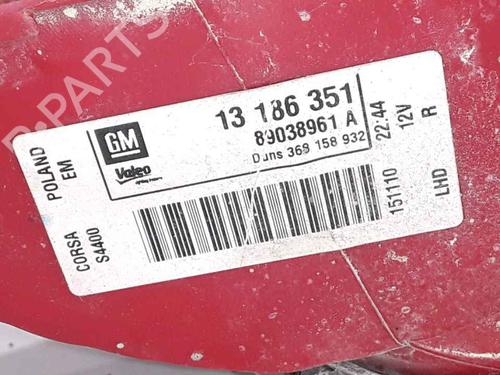 B-PARTS
POLAND
EM
GM
Valeo
13 186 351
89038961 A
Duns 369 158 932
22:44
151110
12V
R
LHD
CORSA
S4400